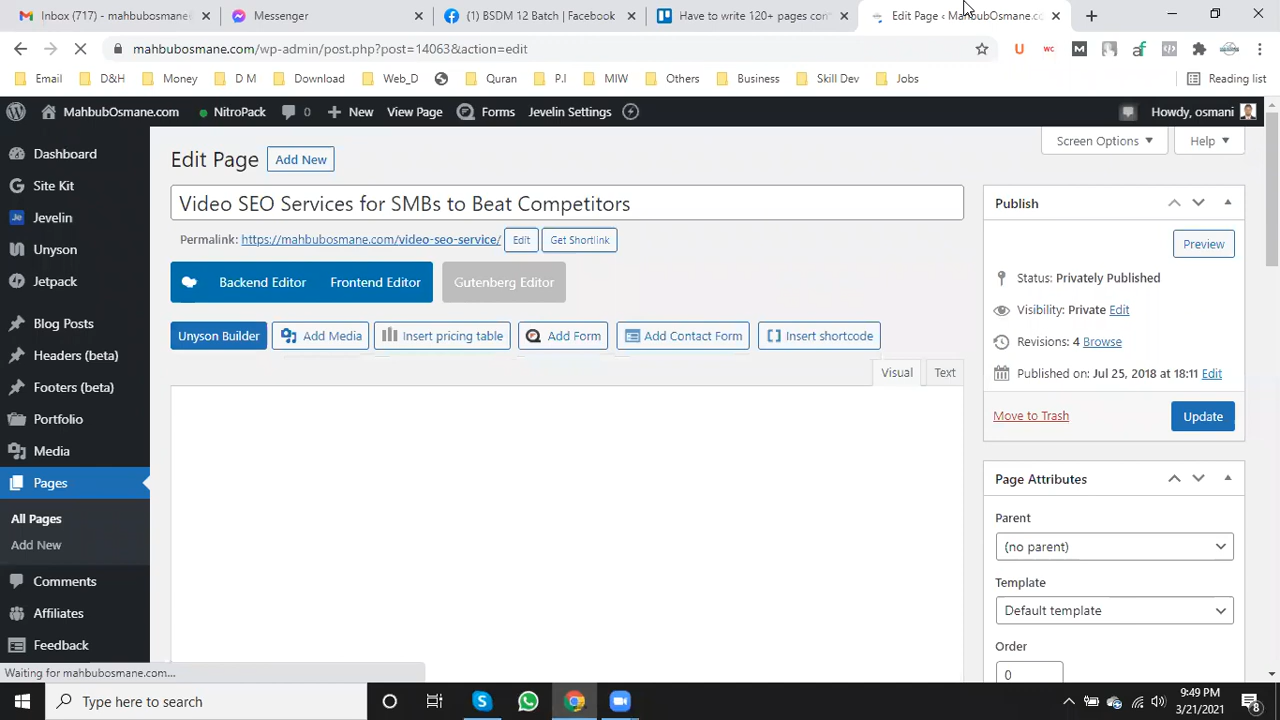 Inbox (717) - mahbubosmane
Messenger
(1) BSDM 12 Batch | Facebook
Have to write 120+ pages con
Edit Page ‹ MahbubOsmane.co
mahbubosmane.com/wp-admin/post.php?post=14063&action=edit
Email
D&H
Money
D M
Download
Web_D
Quran
P.I
MIW
Others
Business
Skill Dev
Jobs
Reading list
MahbubOsmane.com
NitroPack
0
New
View Page
Forms
Jevelin Settings
Howdy, osmani
Dashboard
Site Kit
Jevelin
Unyson
Jetpack
Blog Posts
Headers (beta)
Footers (beta)
Portfolio
Media
Pages
All Pages
Add New
Comments
Affiliates
Feedback
Screen Options
Help
Edit Page
Add New
Video SEO Services for SMBs to Beat Competitors
Permalink: https://mahbubosmane.com/video-seo-service/
Edit
Get Shortlink
Backend Editor
Frontend Editor
Gutenberg Editor
Unyson Builder
Add Media
Insert pricing table
Add Form
Add Contact Form
Insert shortcode
Visual
Text
Publish
Preview
Status: Privately Published
Visibility: Private Edit
Revisions: 4 Browse
Published on: Jul 25, 2018 at 18:11 Edit
Move to Trash
Update
Page Attributes
Parent
(no parent)
Template
Default template
Order
0
Waiting for mahbubosmane.com...
Type here to search
9:49 PM
3/21/2021
8